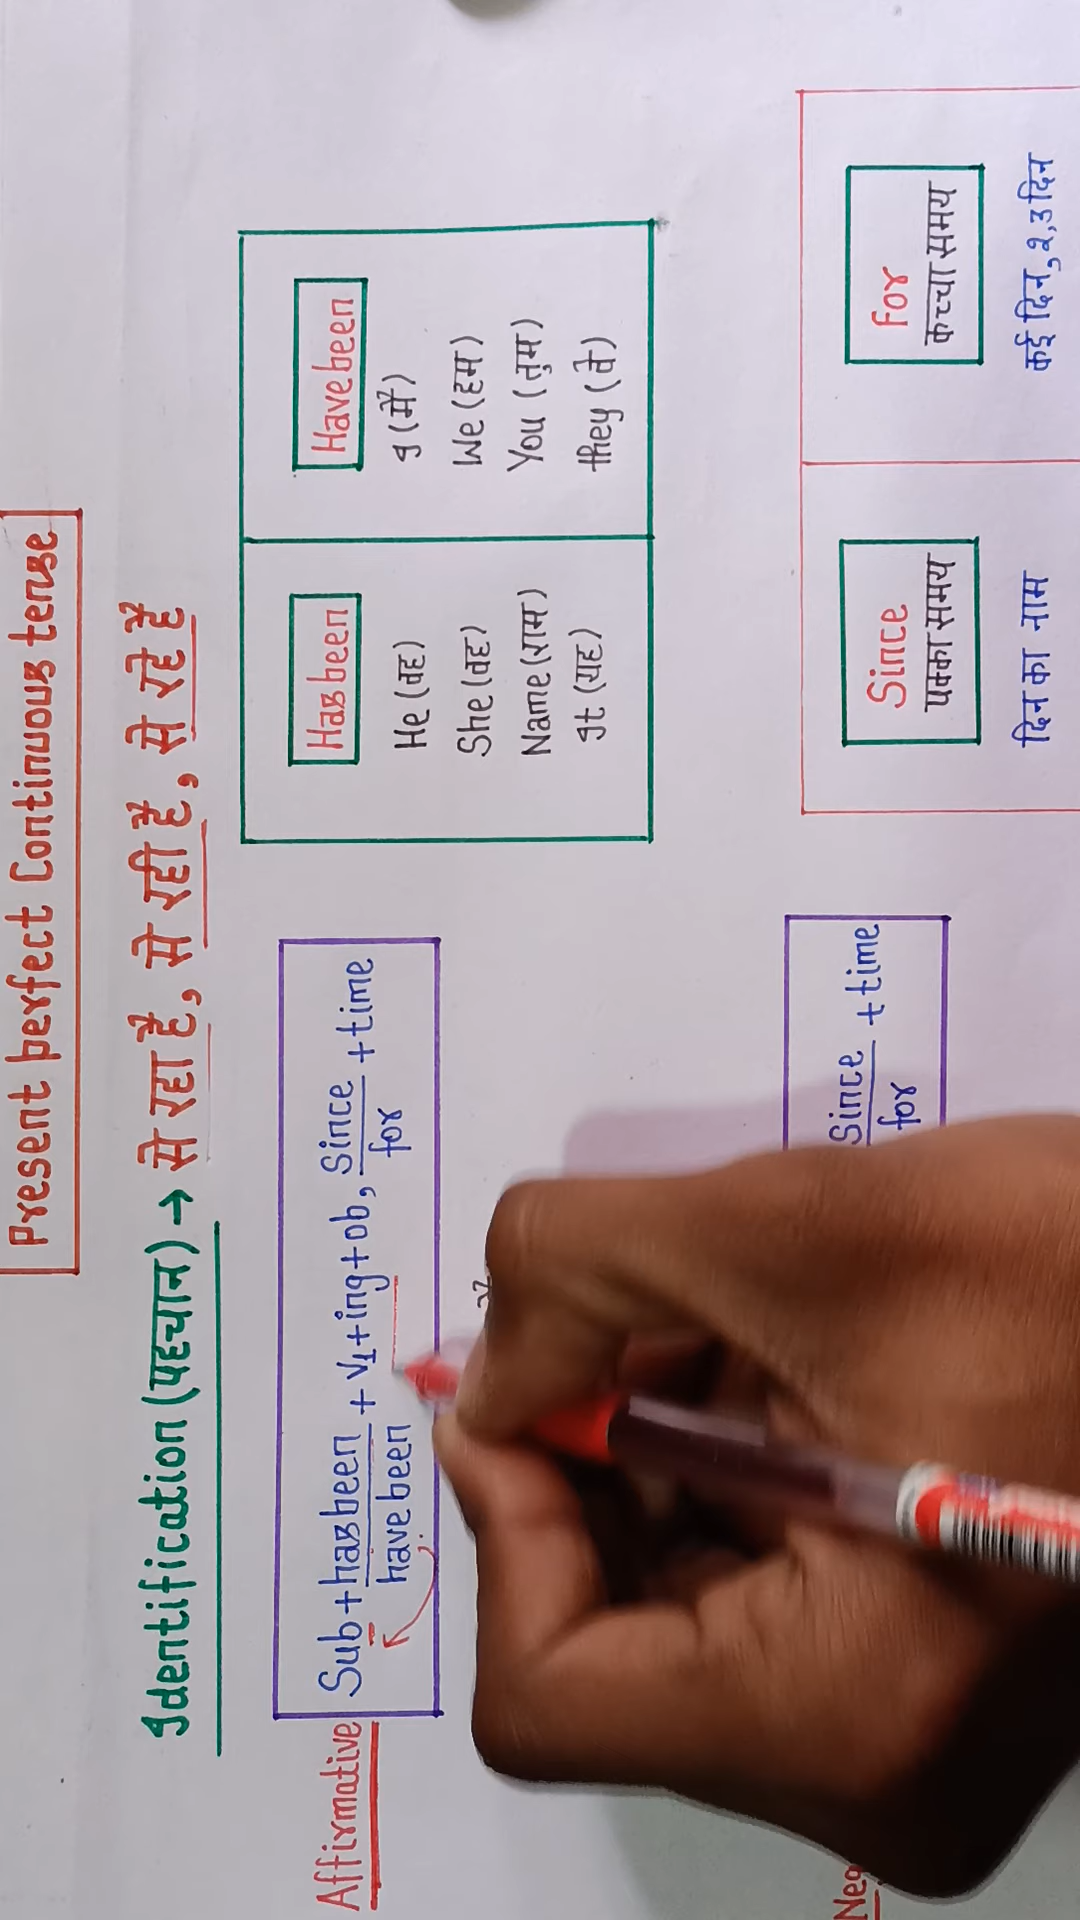 Present perfect Continuous tense
Identification (पहचान) → से रहा है, से रही है, से रहे हैं
Affirmative
Sub + has been + V1 + ing + ob, Since + time
have been
for
Has been
He (वह)
She (वह)
Name (राम)
It (यह)
Have been
I (मैं)
We (हम)
You (तुम)
they (वे)
Since + time
for
Since
पक्का समय
दिन का नाम
for
कच्चा समय
कई दिन, २, ३ दिन